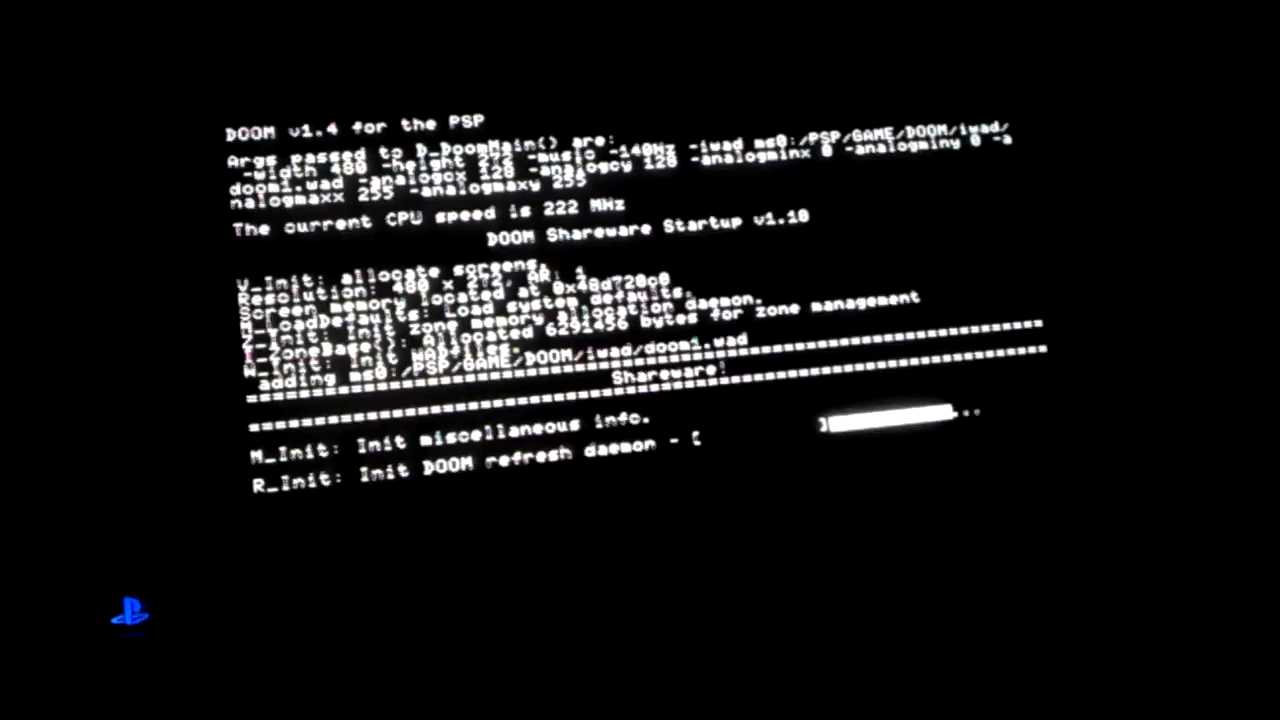 DOOM v1.4 for the PSP
Args passed to D_DoomMain() are:
-width 480 -height 272 -music -140Hz -iwad ms0:/PSP/GAME/DOOM/iwad/
doom1.wad -analogcx 128 -analogcy 128 -analogminx 0 -analogminy 0 -a
nalogmaxx 255 -analogmaxy 255
The current CPU speed is 222 MHz
DOOM Shareware Startup v1.10
V_Init: allocate screens.
Resolution: 480 x 272, AR: 1
Screen memory located at 0x48d720c0
M_LoadDefaults: Load system defaults.
Z_Init: Init zone memory allocation daemon.
I_ZoneBase(): Allocated 6291456 bytes for zone management
W_Init: Init WADfiles.
adding ms0:/PSP/GAME/DOOM/iwad/doom1.wad
===========================================================================
Shareware!
===========================================================================
M_Init: Init miscellaneous info.
R_Init: Init DOOM refresh daemon - [ ]...